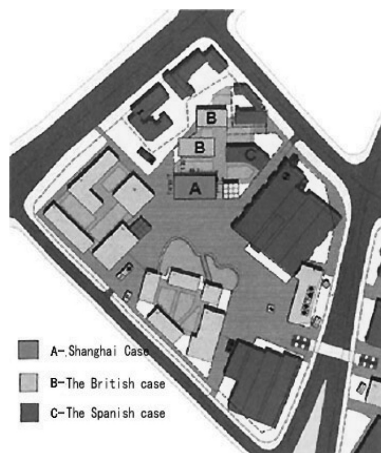 B
B
C
A
A-.Shanghai Case
B-The British case
C-The Spanish case